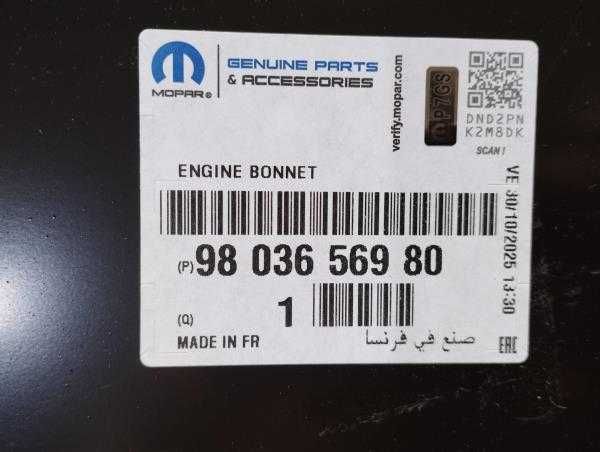 MOPAR®
GENUINE PARTS
& ACCESSORIES
verify.mopar.com
P7GS
DND2PN
K2M8DK
SCAN!
ENGINE BONNET
VE 30/10/2025 13:30
(P) 98 036 569 80
(Q) 1
MADE IN FR
صنع في فرنسا
EAC